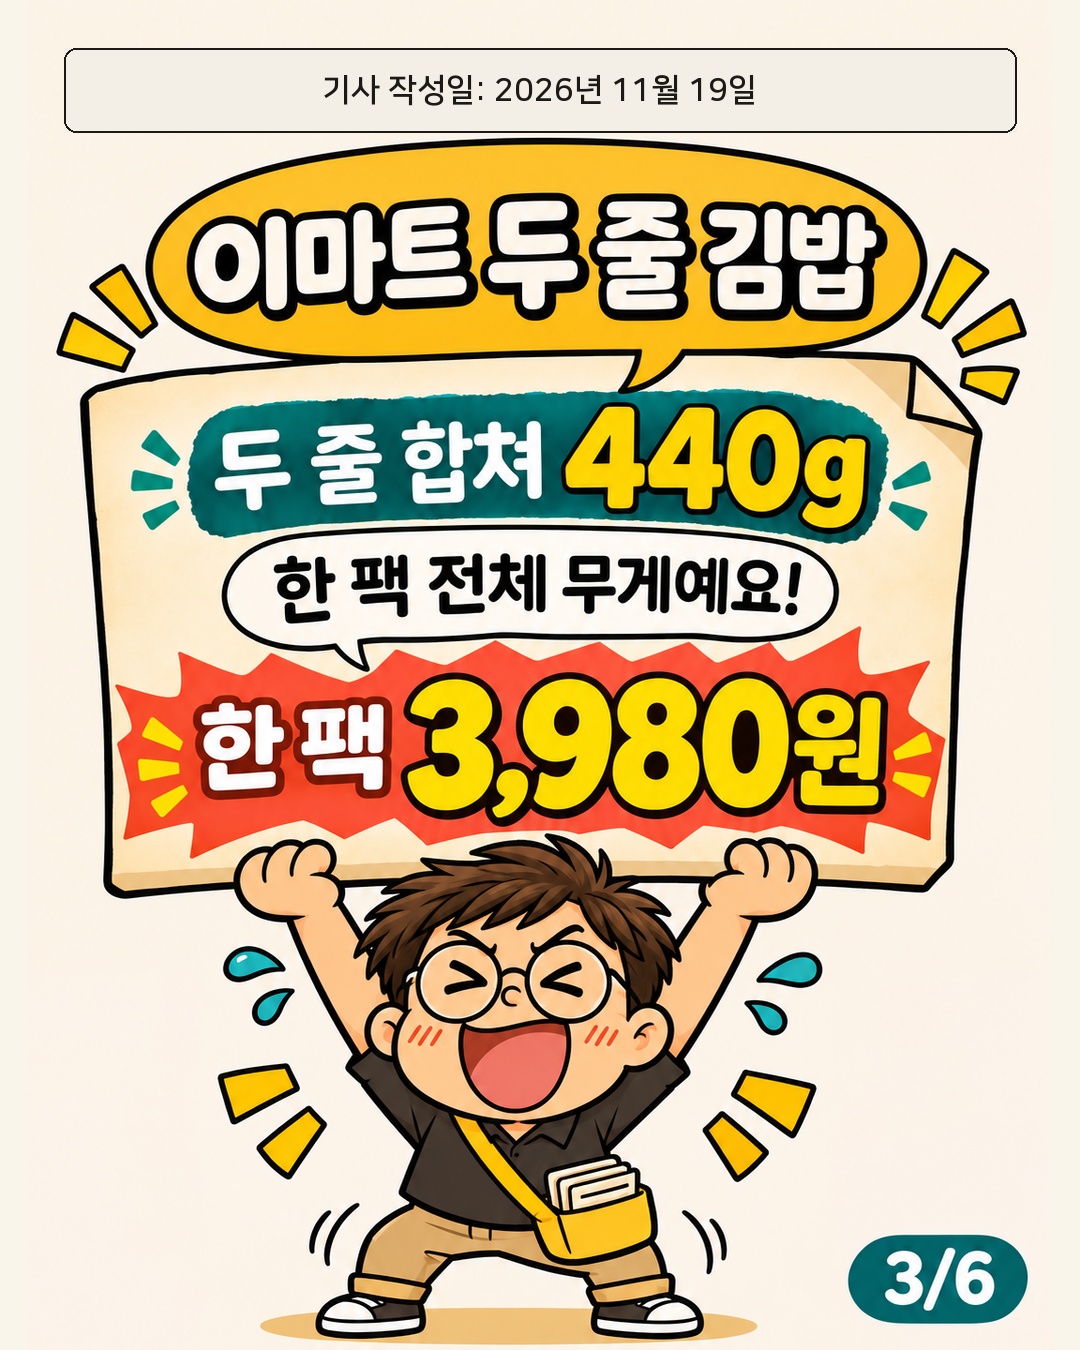 기사 작성일: 2026년 11월 19일
이마트 두 줄 김밥
두 줄 합쳐 440g
한 팩 전체 무게예요!
한 팩 3,980원
3/6